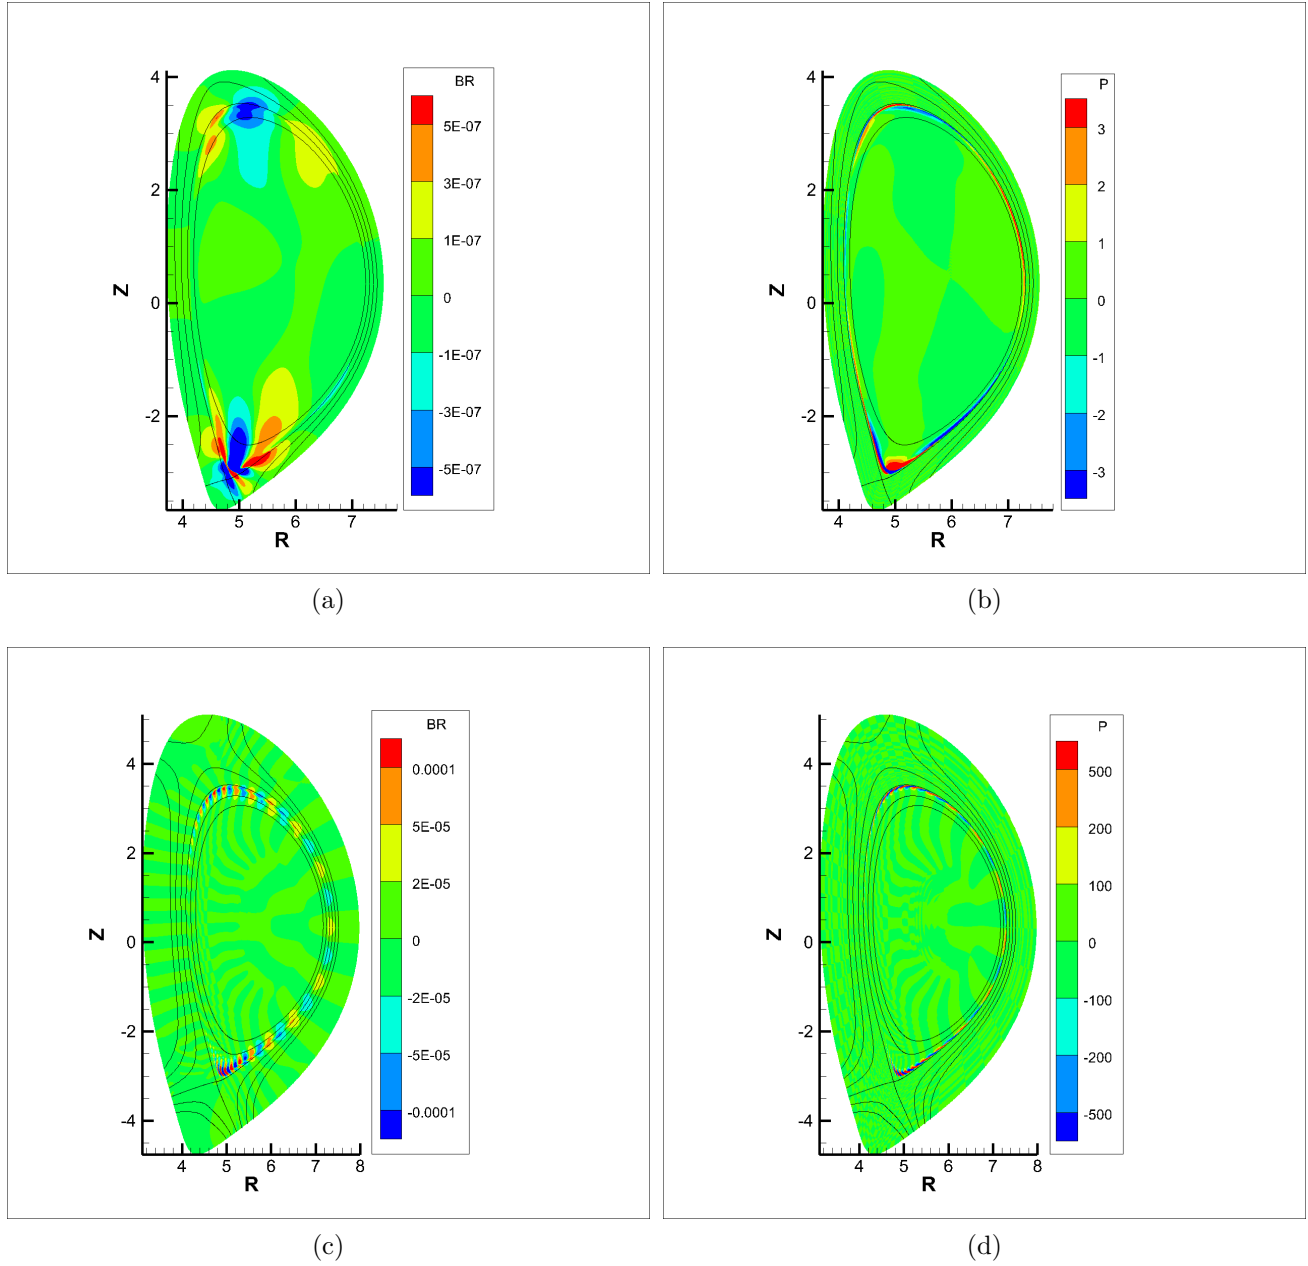 BR
5E-07
3E-07
1E-07
0
-1E-07
-3E-07
-5E-07
4
2
0
-2
Z
4 5 6 7
R
(a)
P
3
2
1
0
-1
-2
-3
4
2
0
-2
Z
4 5 6 7
R
(b)
BR
0.0001
5E-05
2E-05
0
-2E-05
-5E-05
-0.0001
4
2
0
-2
-4
Z
4 5 6 7 8
R
(c)
P
500
200
100
0
-100
-200
-500
4
2
0
-2
-4
Z
4 5 6 7 8
R
(d)